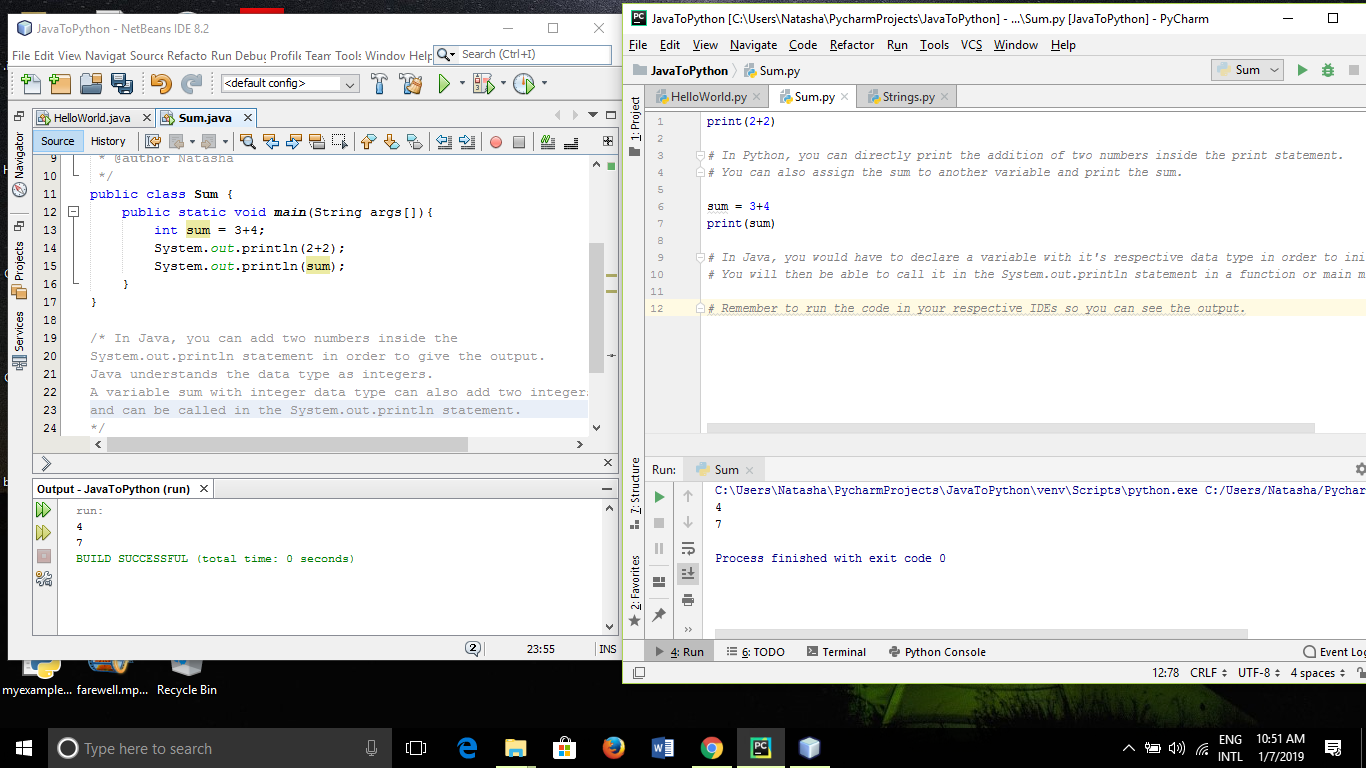 JavaToPython - NetBeans IDE 8.2
File Edit View Navigat Source Refacto Run Debug Profile Team Tools Window Help
Search (Ctrl+I)
<default config>
HelloWorld.java
Sum.java
Source
History
Navigator
Projects
Services
9 * @author Natasha
10 */
11 public class Sum {
12 public static void main(String args[]){
13 int sum = 3+4;
14 System.out.println(2+2);
15 System.out.println(sum);
16 }
17 }
18
19 /* In Java, you can add two numbers inside the
20 System.out.println statement in order to give the output.
21 Java understands the data type as integers.
22 A variable sum with integer data type can also add two integer
23 and can be called in the System.out.println statement.
24 */
Output - JavaToPython (run)
run:
4
7
BUILD SUCCESSFUL (total time: 0 seconds)
2
23:55
INS
JavaToPython [C:\Users\Natasha\PycharmProjects\JavaToPython] - ...\Sum.py [JavaToPython] - PyCharm
File Edit View Navigate Code Refactor Run Tools VCS Window Help
JavaToPython
Sum.py
Sum
HelloWorld.py
Sum.py
Strings.py
1: Project
7: Structure
2: Favorites
1 print(2+2)
2
3 # In Python, you can directly print the addition of two numbers inside the print statement.
4 # You can also assign the sum to another variable and print the sum.
5
6 sum = 3+4
7 print(sum)
8
9 # In Java, you would have to declare a variable with it's respective data type in order to ini
10 # You will then be able to call it in the System.out.println statement in a function or main m
11
12 # Remember to run the code in your respective IDEs so you can see the output.
Run:
Sum
C:\Users\Natasha\PycharmProjects\JavaToPython\venv\Scripts\python.exe C:/Users/Natasha/Pychar
4
7
Process finished with exit code 0
4: Run
6: TODO
Terminal
Python Console
Event Log
12:78
CRLF
UTF-8
4 spaces
myexample...
farewell.mp...
Recycle Bin
Type here to search
ENG
INTL
10:51 AM
1/7/2019